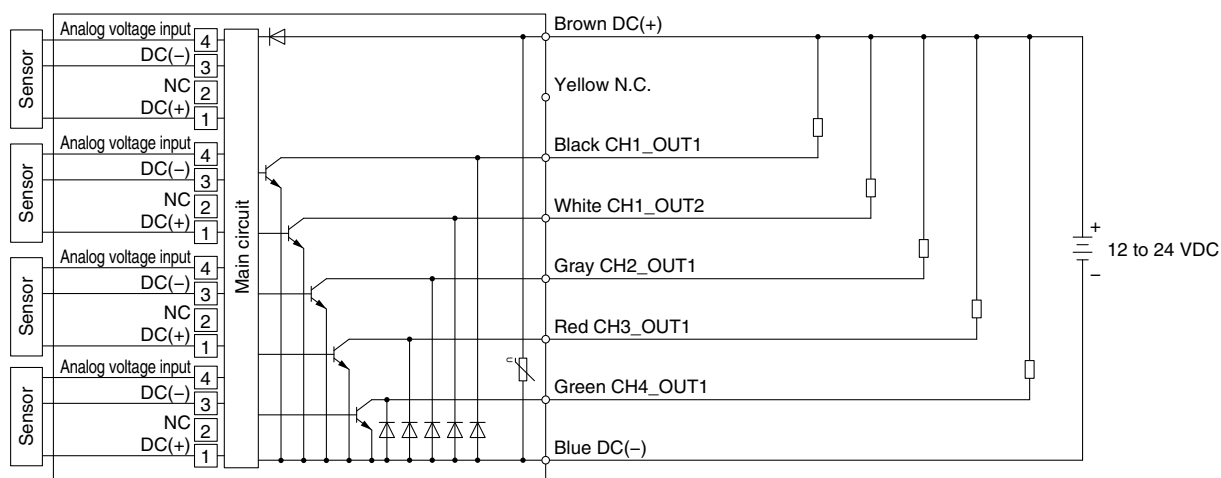 Sensor
Analog voltage input 4
DC(−) 3
NC 2
DC(+) 1
Sensor
Analog voltage input 4
DC(−) 3
NC 2
DC(+) 1
Sensor
Analog voltage input 4
DC(−) 3
NC 2
DC(+) 1
Sensor
Analog voltage input 4
DC(−) 3
NC 2
DC(+) 1
Main circuit
Brown DC(+)
Yellow N.C.
Black CH1_OUT1
White CH1_OUT2
Gray CH2_OUT1
Red CH3_OUT1
Green CH4_OUT1
Blue DC(−)
+
12 to 24 VDC
−